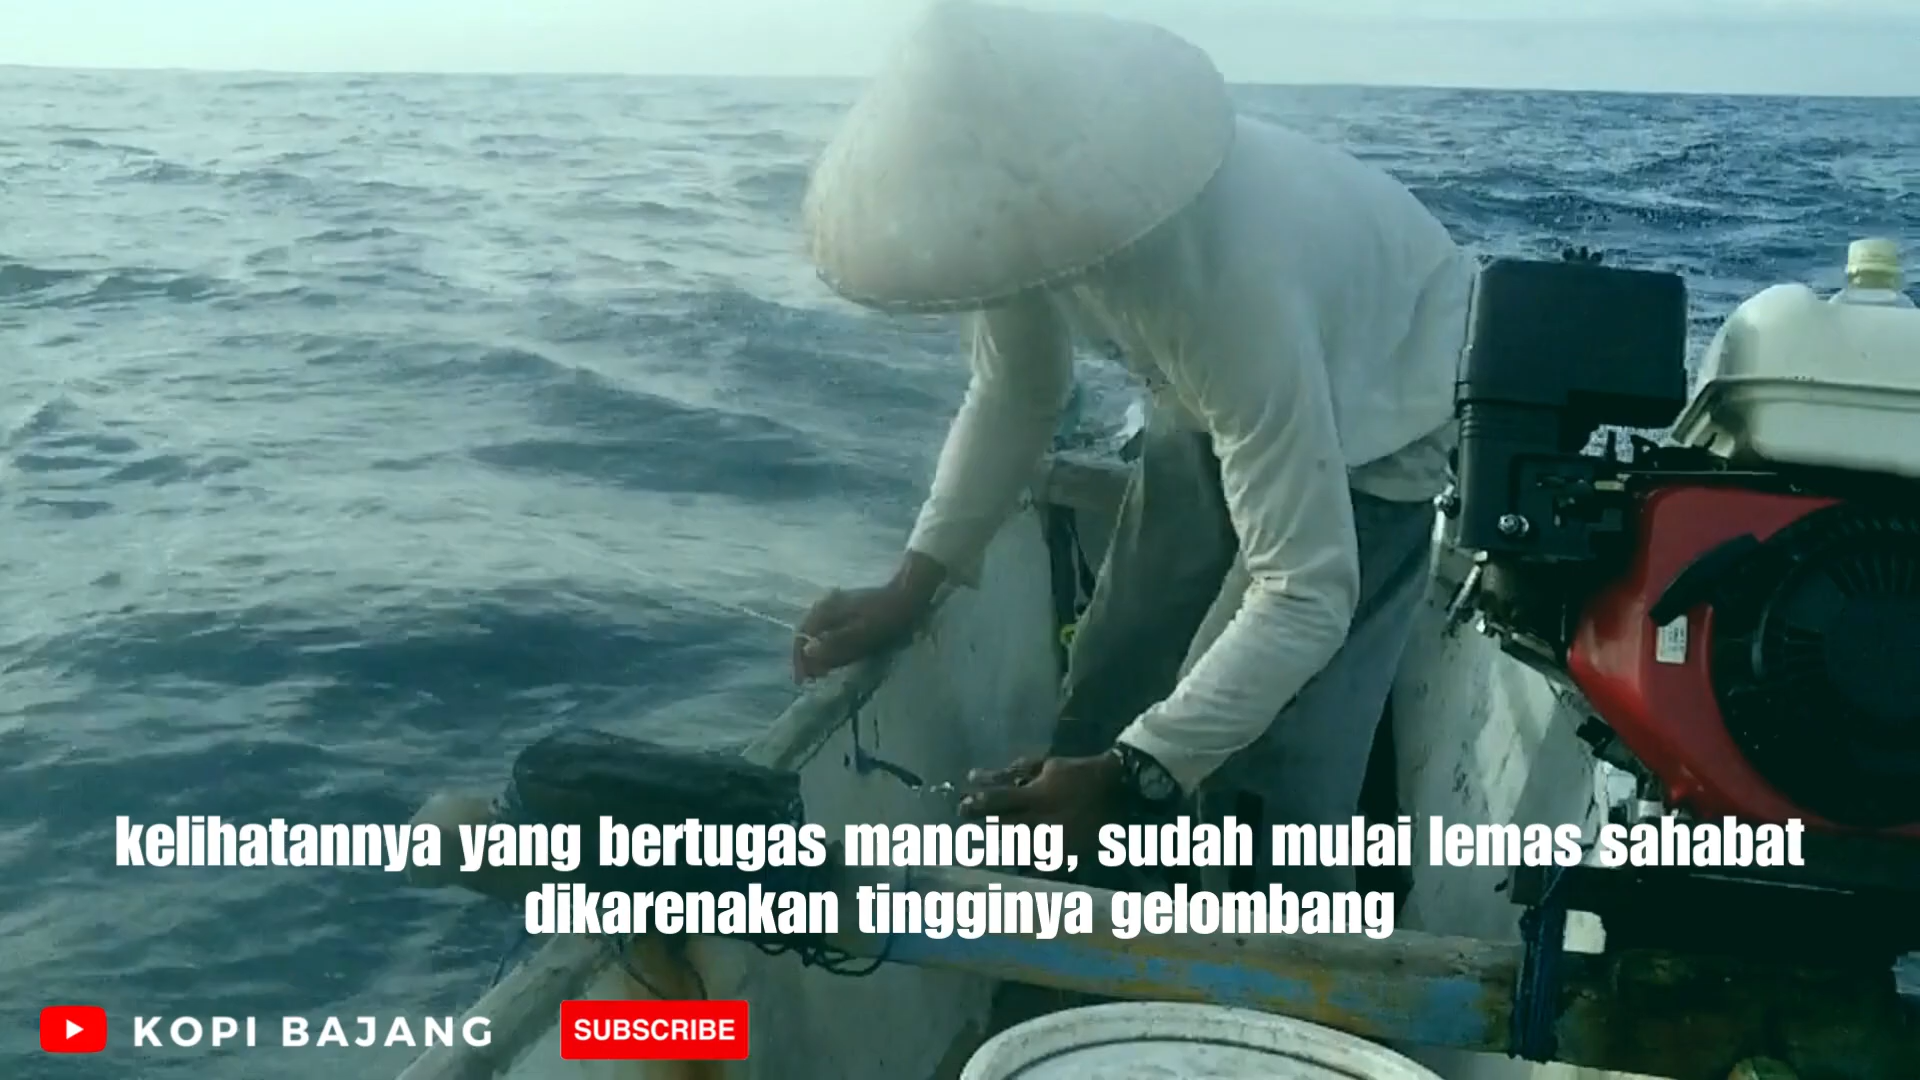 kelihatannya yang bertugas mancing, sudah mulai lemas sahabat
dikarenakan tingginya gelombang
KOPI BAJANG
SUBSCRIBE